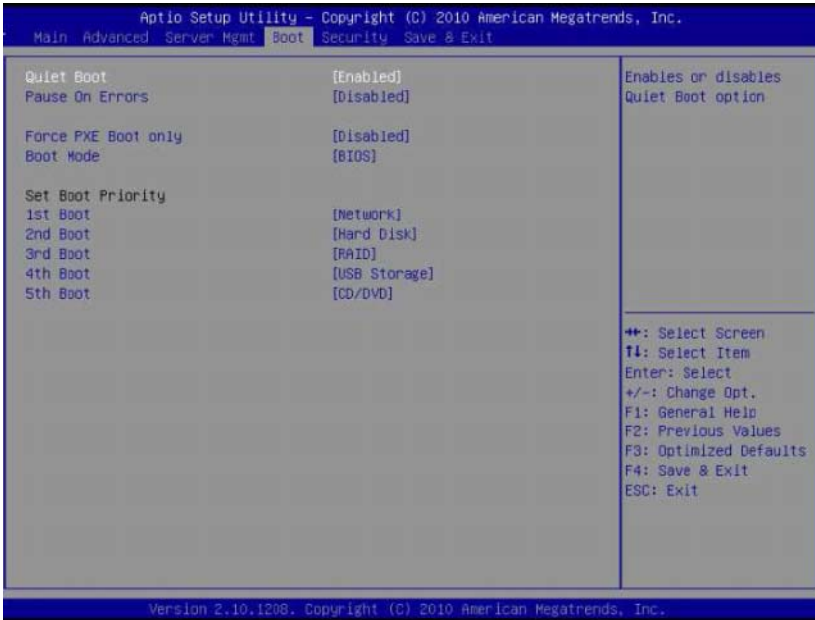 Aptio Setup Utility - Copyright (C) 2010 American Megatrends, Inc.
Main Advanced Server Mgmt Boot Security Save & Exit
Quiet Boot [Enabled]
Pause On Errors [Disabled]
Force PXE Boot only [Disabled]
Boot Mode [BIOS]
Set Boot Priority
1st Boot [Network]
2nd Boot [Hard Disk]
3rd Boot [RAID]
4th Boot [USB Storage]
5th Boot [CD/DVD]
Enables or disables
Quiet Boot option
→←: Select Screen
↑↓: Select Item
Enter: Select
+/-: Change Opt.
F1: General Help
F2: Previous Values
F3: Optimized Defaults
F4: Save & Exit
ESC: Exit
Version 2.10.1208. Copyright (C) 2010 American Megatrends, Inc.